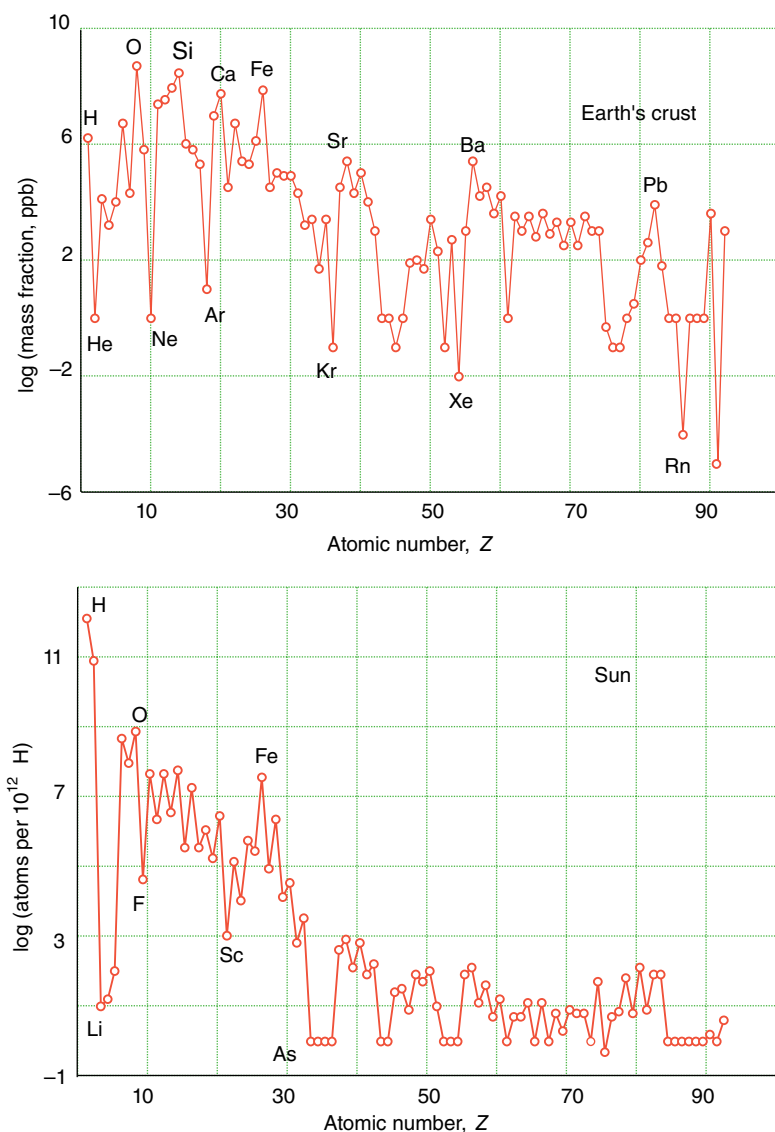 10
O
Si
Ca
Fe
H
Earth's crust
6
Sr
Ba
Pb
log (mass fraction, ppb)
2
He
Ne
Ar
Kr
−2
Xe
Rn
−6
10
30
50
70
90
Atomic number, Z
H
11
Sun
O
Fe
log (atoms per 10¹² H)
7
F
3
Sc
Li
As
−1
10
30
50
70
90
Atomic number, Z